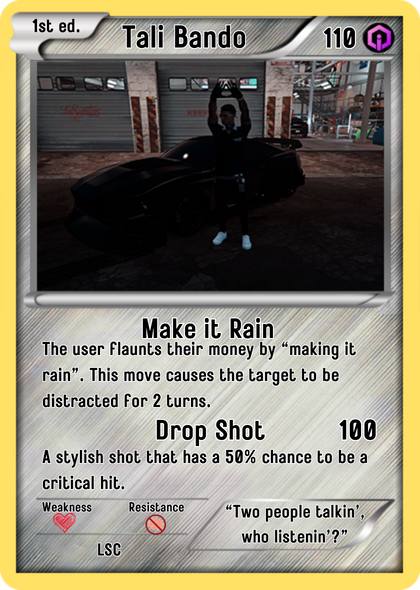 1st ed.
Tali Bando
110
Make it Rain
The user flaunts their money by “making it
rain”. This move causes the target to be
distracted for 2 turns.
Drop Shot 100
A stylish shot that has a 50% chance to be a
critical hit.
Weakness
Resistance
LSC
“Two people talkin’,
who listenin’?”